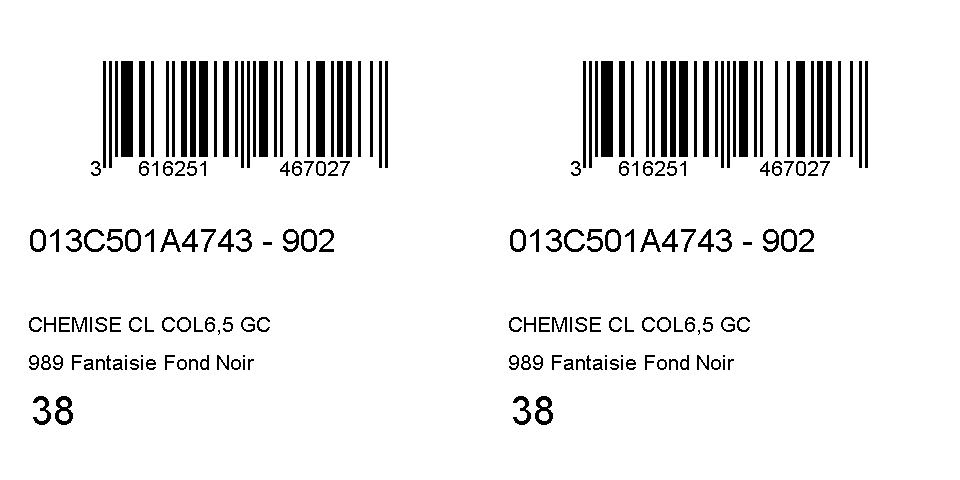 3 616251 467027
013C501A4743 - 902
CHEMISE CL COL6,5 GC
989 Fantaisie Fond Noir
38
3 616251 467027
013C501A4743 - 902
CHEMISE CL COL6,5 GC
989 Fantaisie Fond Noir
38